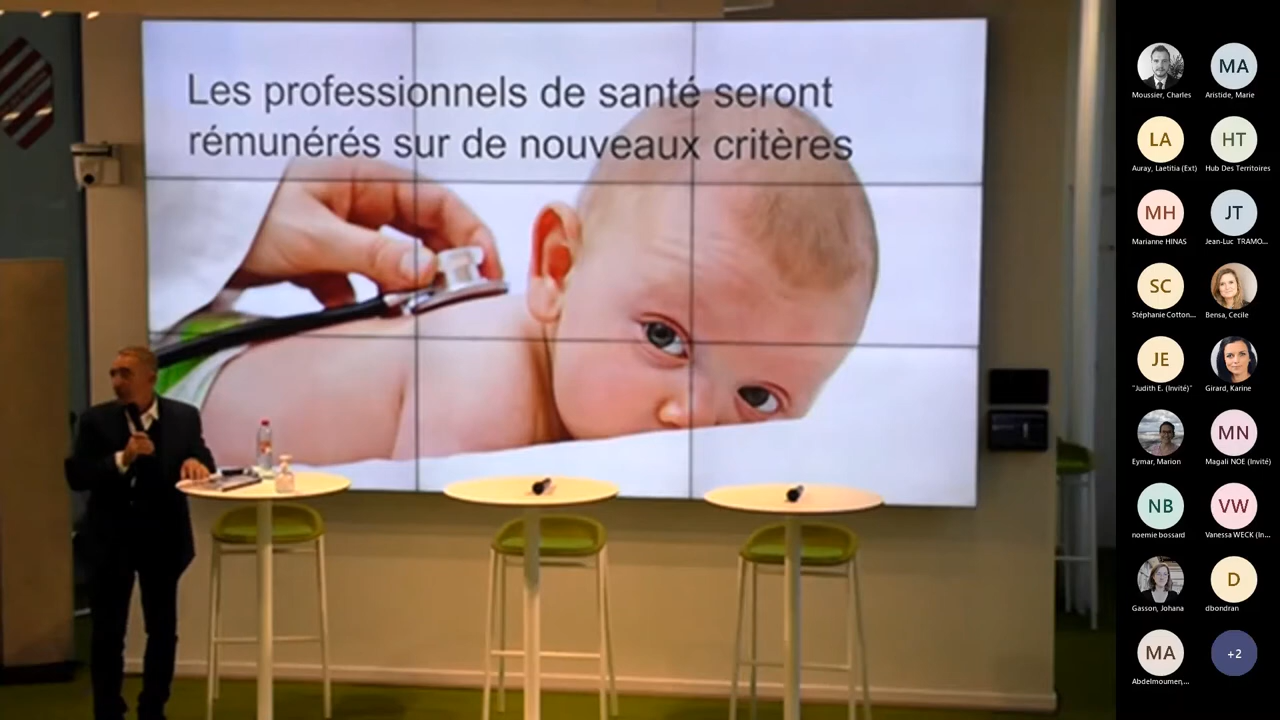 Les professionnels de santé seront
rémunérés sur de nouveaux critères
Moussier, Charles
MA
Aristide, Marie
LA
Auray, Laetitia (Ext)
HT
Hub Des Territoires
MH
Marianne HINAS
JT
Jean-Luc TRAMO...
SC
Stéphanie Cotton...
Bensa, Cecile
JE
"Judith E. (Invité)"
Girard, Karine
Eymar, Marion
MN
Magali NOE (Invité)
NB
noemie bossard
VW
Vanessa WECK (In...
Gasson, Johana
D
dbondran
MA
Abdelmoumen,...
+2